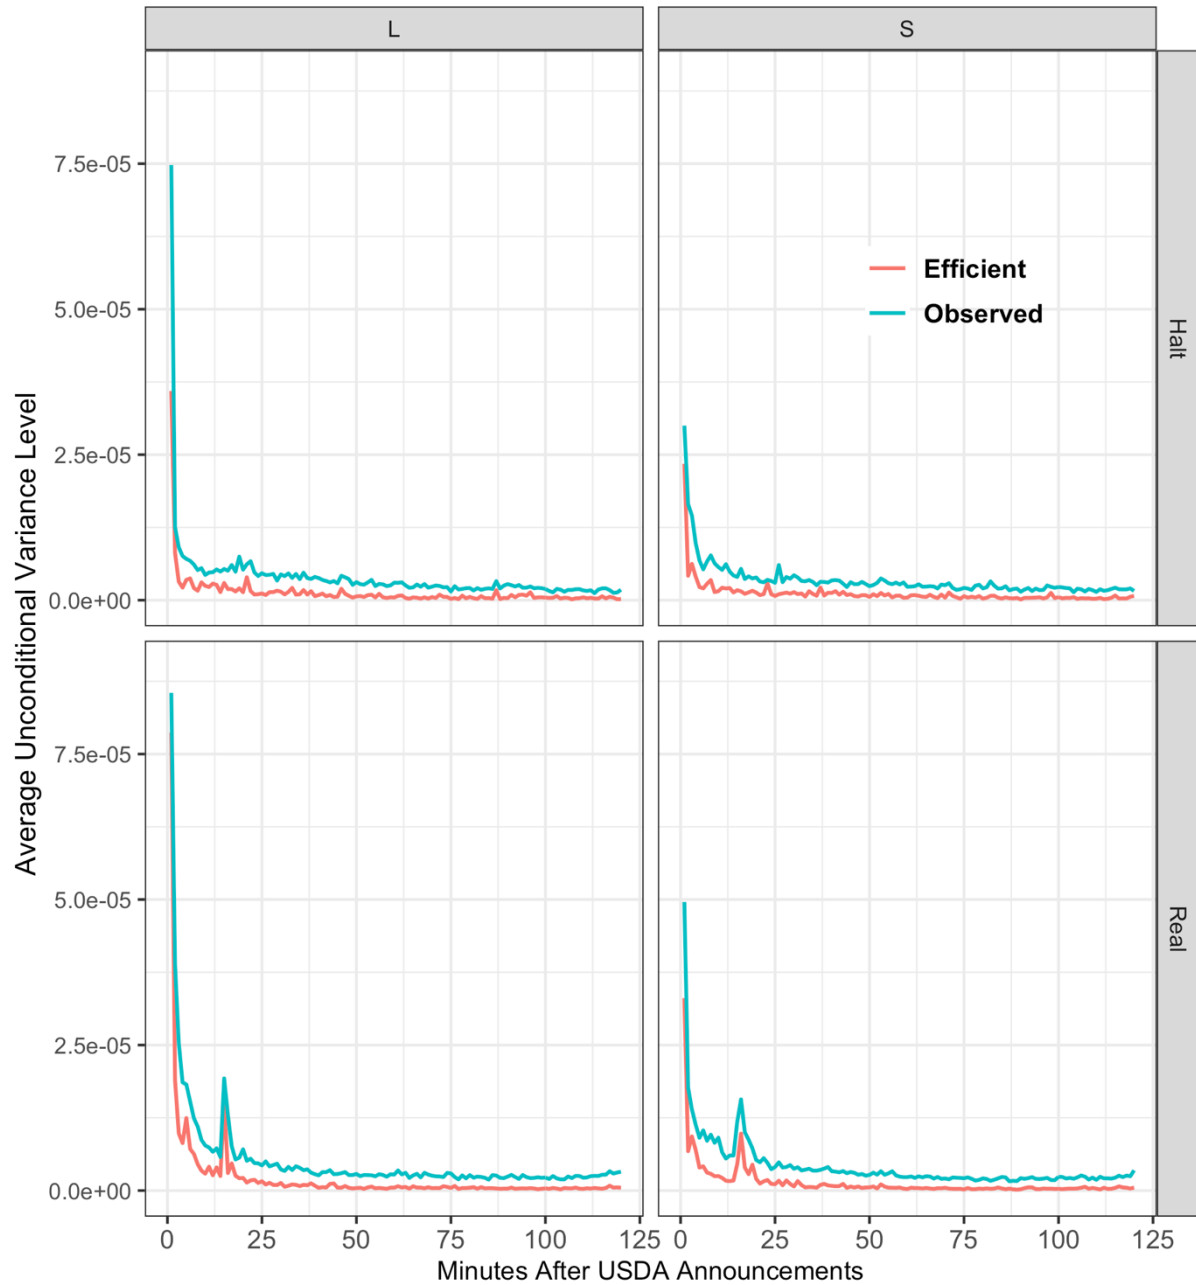 L
S
7.5e-05
5.0e-05
2.5e-05
0.0e+00
Efficient
Observed
Halt
Average Unconditional Variance Level
7.5e-05
5.0e-05
2.5e-05
0.0e+00
Real
0 25 50 75 100 125
0 25 50 75 100 125
Minutes After USDA Announcements